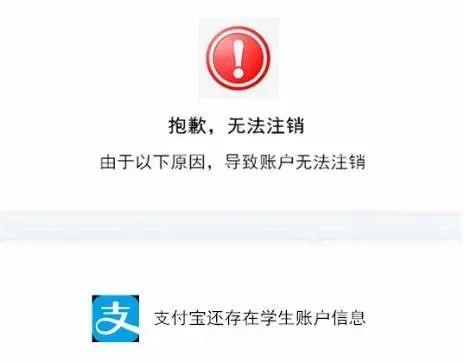 抱歉，无法注销
由于以下原因，导致账户无法注销
支 支付宝还存在学生账户信息